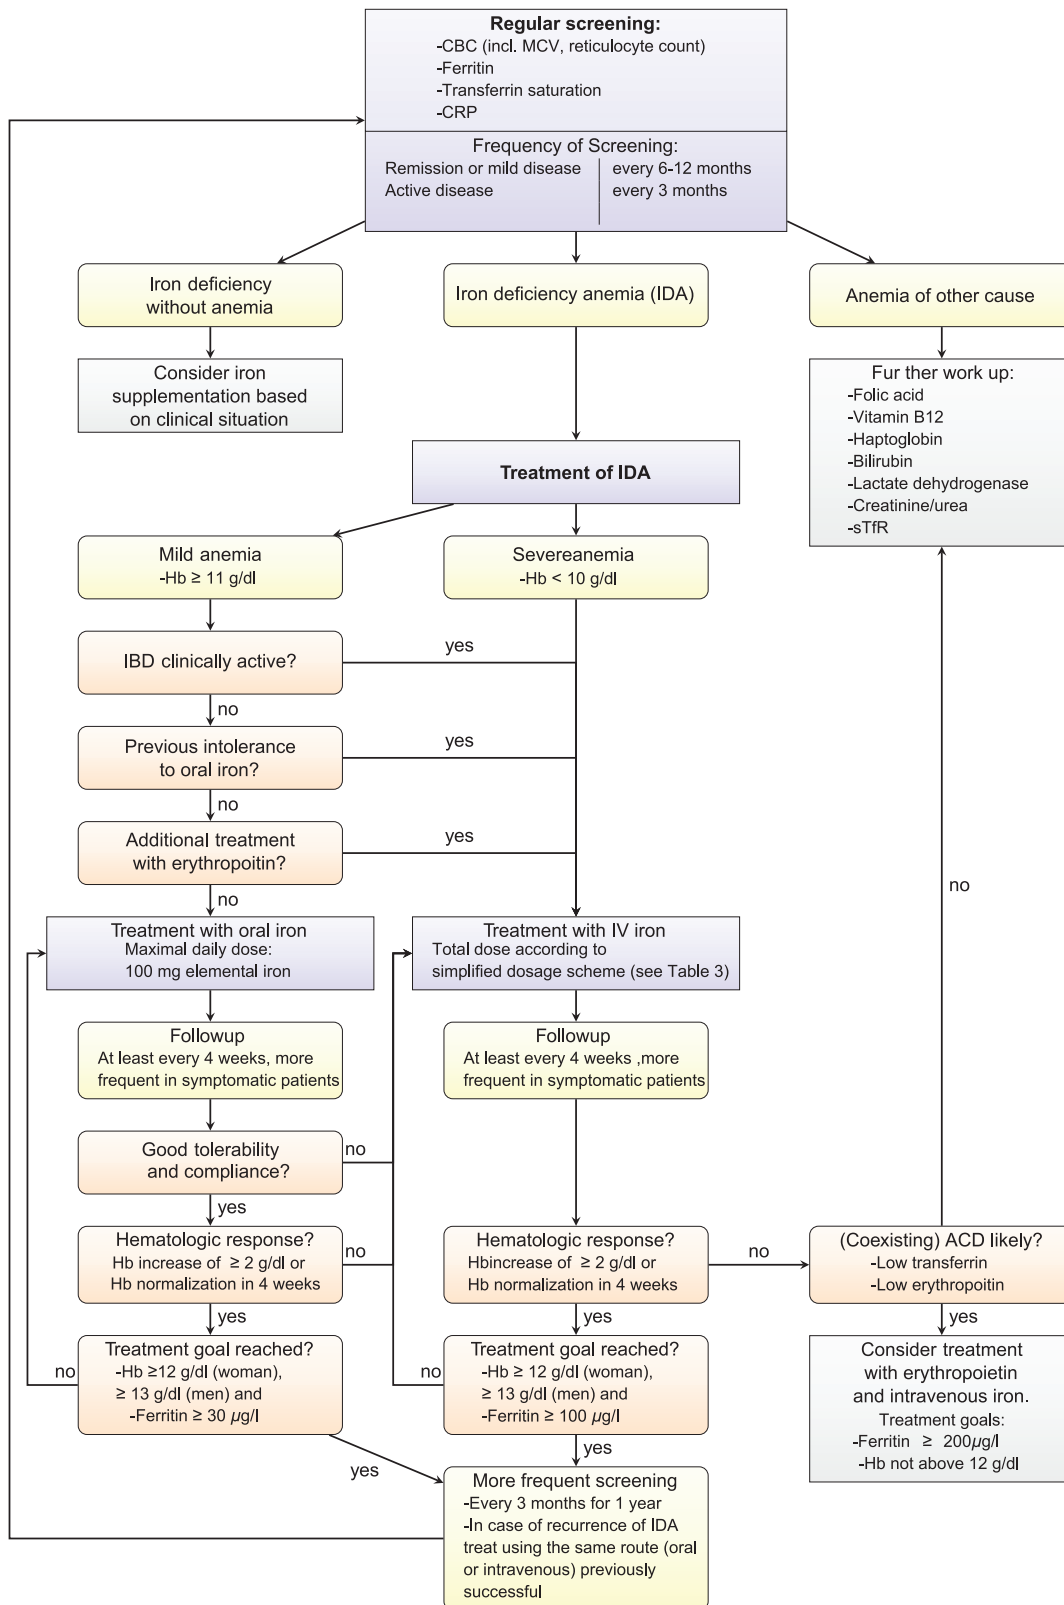 Regular screening:
-CBC (incl. MCV, reticulocyte count)
-Ferritin
-Transferrin saturation
-CRP
Frequency of Screening:
Remission or mild disease every 6-12 months
Active disease every 3 months
Iron deficiency
without anemia
Iron deficiency anemia (IDA)
Anemia of other cause
Consider iron
supplementation based
on clinical situation
Fur ther work up:
-Folic acid
-Vitamin B12
-Haptoglobin
-Bilirubin
-Lactate dehydrogenase
-Creatinine/urea
-sTfR
Treatment of IDA
Mild anemia
-Hb ≥ 11 g/dl
Severeanemia
-Hb < 10 g/dl
IBD clinically active?
yes
no
Previous intolerance
to oral iron?
yes
no
Additional treatment
with erythropoitin?
yes
no
no
Treatment with oral iron
Maximal daily dose:
100 mg elemental iron
Treatment with IV iron
Total dose according to
simplified dosage scheme (see Table 3)
Followup
At least every 4 weeks, more
frequent in symptomatic patients
Followup
At least every 4 weeks ,more
frequent in symptomatic patients
Good tolerability
and compliance?
no
yes
Hematologic response?
Hb increase of ≥ 2 g/dl or
Hb normalization in 4 weeks
no
yes
Hematologic response?
Hbincrease of ≥ 2 g/dl or
Hb normalization in 4 weeks
no
yes
(Coexisting) ACD likely?
-Low transferrin
-Low erythropoitin
yes
Treatment goal reached?
-Hb ≥12 g/dl (woman),
≥ 13 g/dl (men) and
-Ferritin ≥ 30 µg/l
no
yes
Treatment goal reached?
-Hb ≥ 12 g/dl (woman),
≥ 13 g/dl (men) and
-Ferritin ≥ 100 µg/l
no
yes
Consider treatment
with erythropoietin
and intravenous iron.
Treatment goals:
-Ferritin ≥ 200µg/l
-Hb not above 12 g/dl
More frequent screening
-Every 3 months for 1 year
-In case of recurrence of IDA
treat using the same route (oral
or intravenous) previously
successful